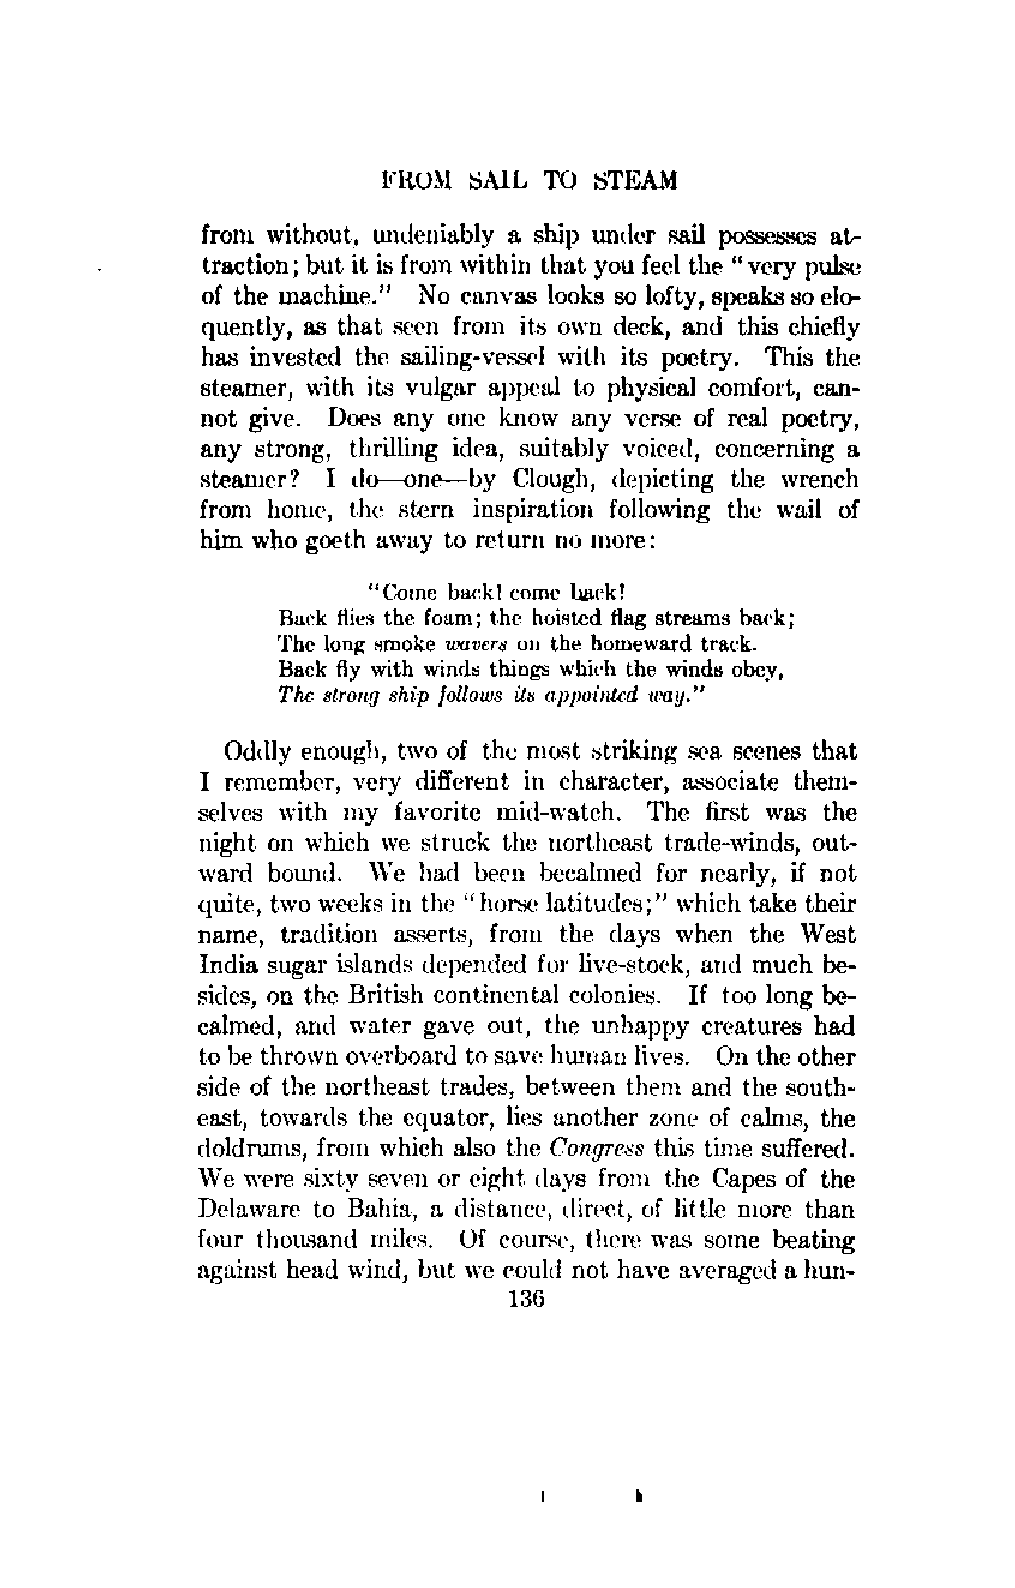 FROM SAIL TO STEAM
from without, undeniably a ship under sail possesses at-
traction; but it is from within that you feel the "very pulse
of the machine." No canvas looks so lofty, speaks so elo-
quently, as that seen from its own deck, and this chiefly
has invested the sailing-vessel with its poetry. This the
steamer, with its vulgar appeal to physical comfort, can-
not give. Does any one know any verse of real poetry,
any strong, thrilling idea, suitably voiced, concerning a
steamer? I do—one—by Clough, depicting the wrench
from home, the stern inspiration following the wail of
him who goeth away to return no more:
"Come back! come back!
Back flies the foam; the hoisted flag streams back;
The long smoke wavers on the homeward track.
Back fly with winds things which the winds obey,
The strong ship follows its appointed way."
Oddly enough, two of the most striking sea scenes that
I remember, very different in character, associate them-
selves with my favorite mid-watch. The first was the
night on which we struck the northeast trade-winds, out-
ward bound. We had been becalmed for nearly, if not
quite, two weeks in the "horse latitudes;" which take their
name, tradition asserts, from the days when the West
India sugar islands depended for live-stock, and much be-
sides, on the British continental colonies. If too long be-
calmed, and water gave out, the unhappy creatures had
to be thrown overboard to save human lives. On the other
side of the northeast trades, between them and the south-
east, towards the equator, lies another zone of calms, the
doldrums, from which also the Congress this time suffered.
We were sixty seven or eight days from the Capes of the
Delaware to Bahia, a distance, direct, of little more than
four thousand miles. Of course, there was some beating
against head wind, but we could not have averaged a hun-
136